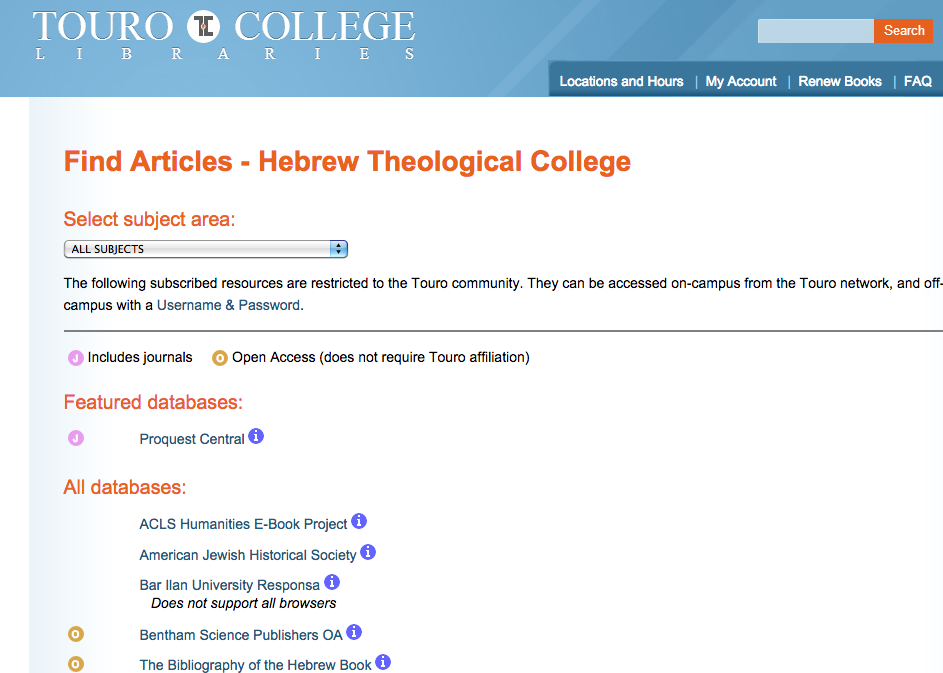 TOURO TC COLLEGE
LIBRARIES
Search
Locations and Hours | My Account | Renew Books | FAQ
Find Articles - Hebrew Theological College
Select subject area:
ALL SUBJECTS
The following subscribed resources are restricted to the Touro community. They can be accessed on-campus from the Touro network, and off-
campus with a Username & Password.
J Includes journals O Open Access (does not require Touro affiliation)
Featured databases:
J Proquest Central i
All databases:
ACLS Humanities E-Book Project i
American Jewish Historical Society i
Bar Ilan University Responsa i
Does not support all browsers
O Bentham Science Publishers OA i
O The Bibliography of the Hebrew Book i